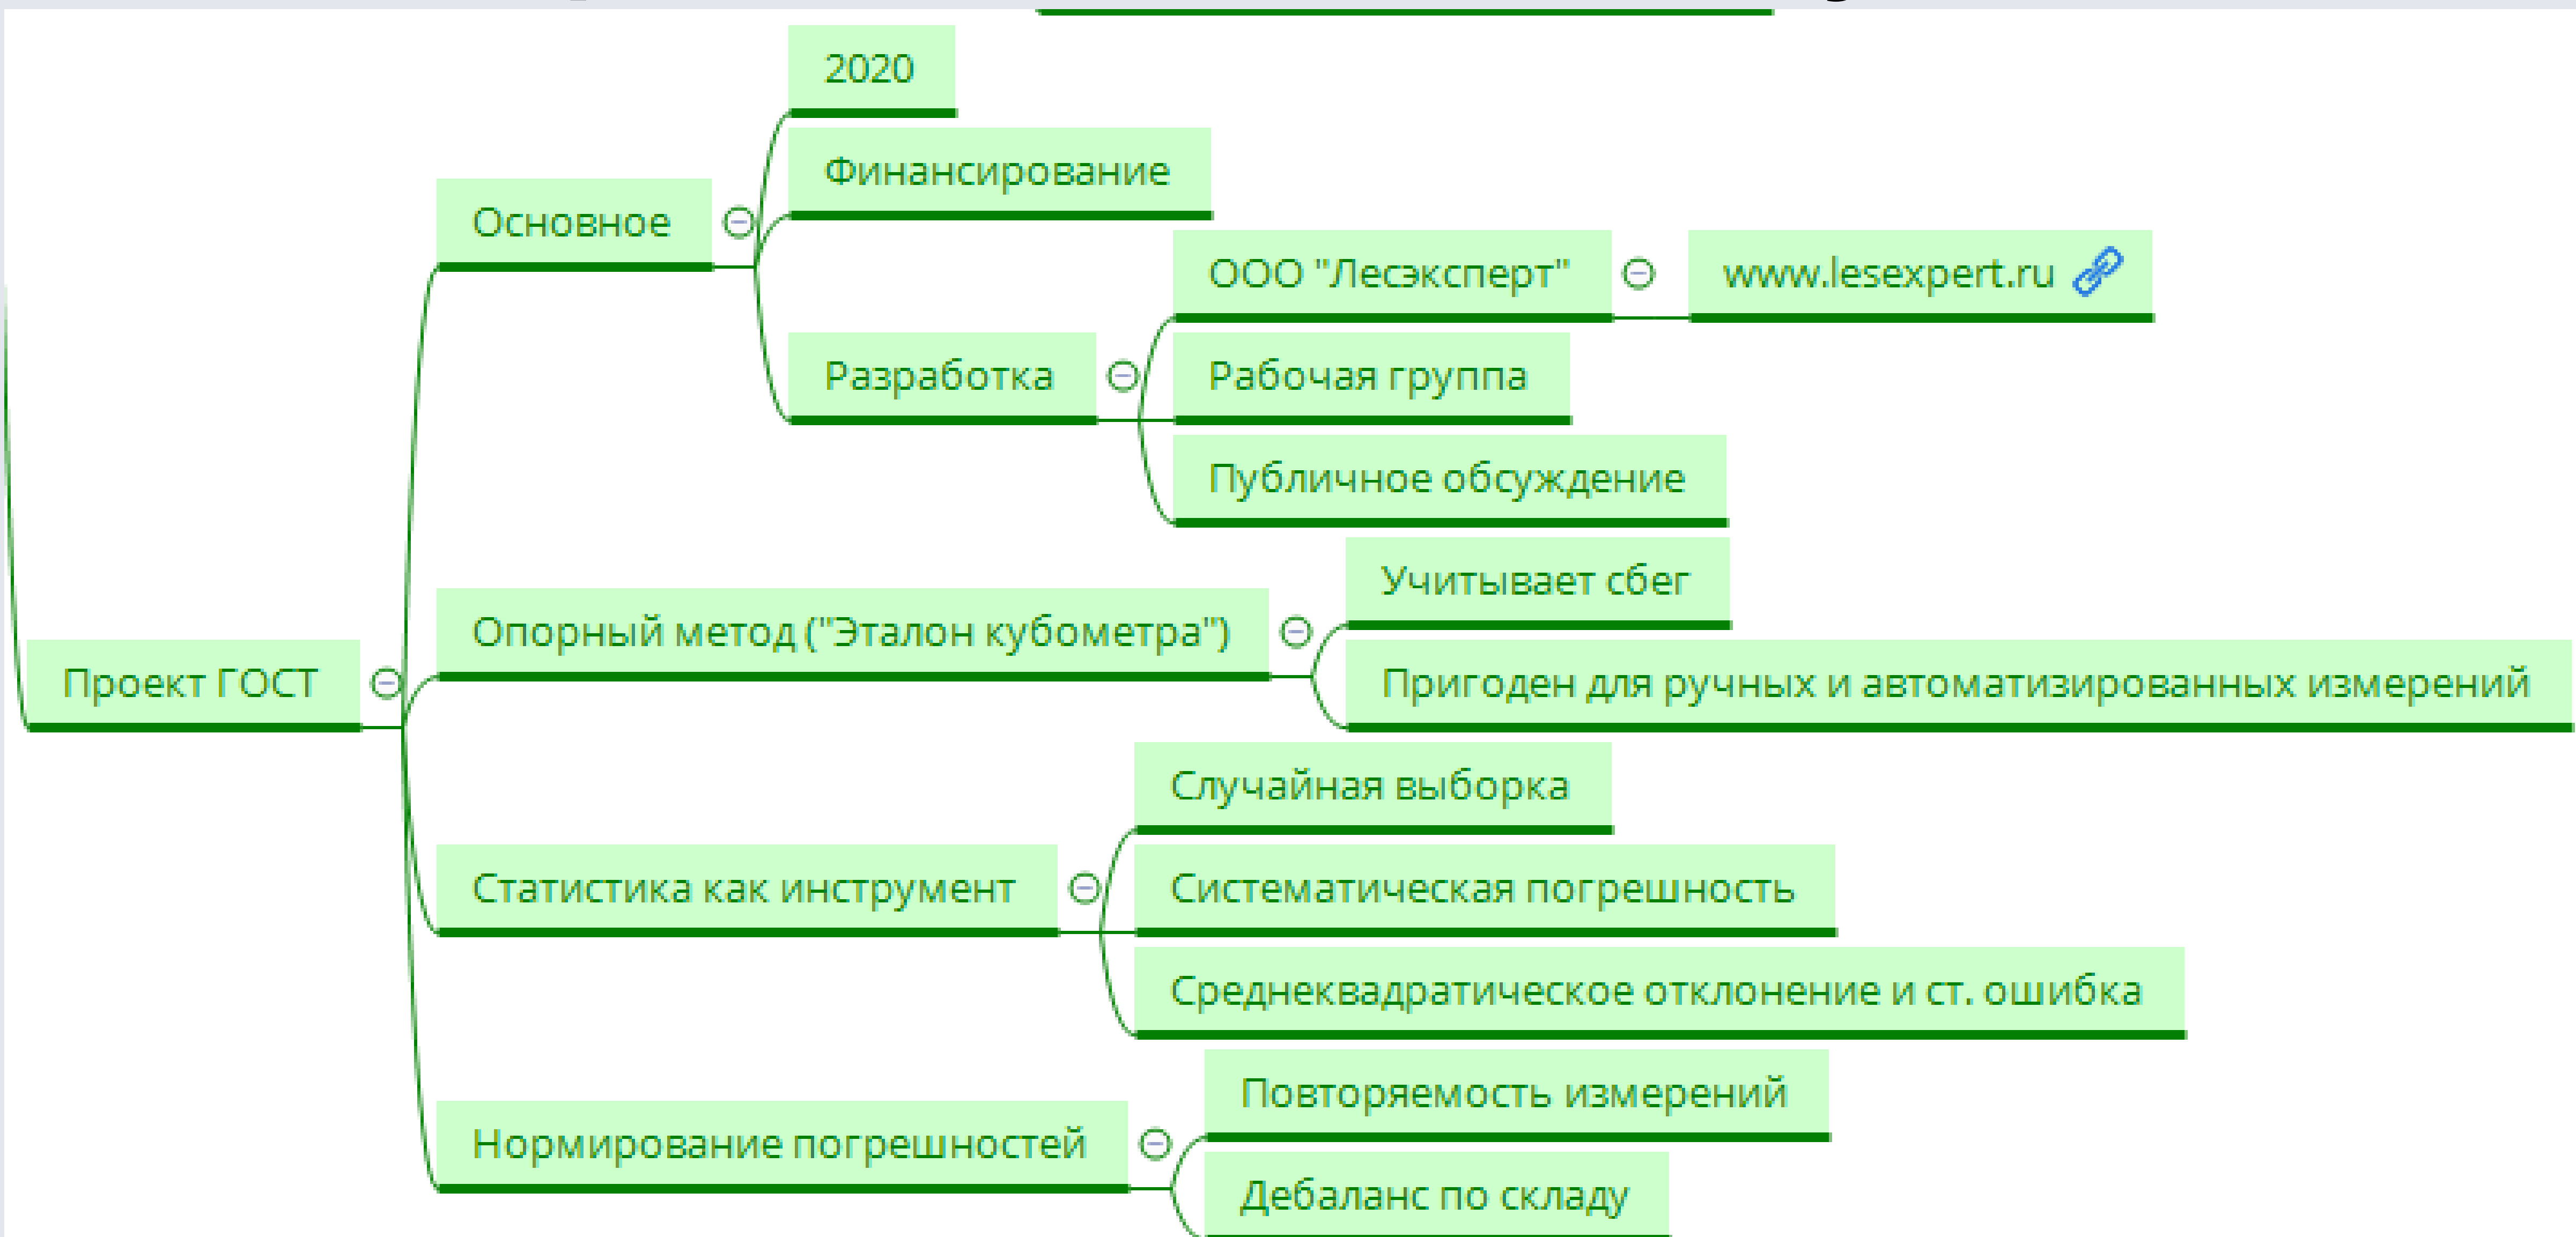 2020
Финансирование
Основное
ООО "Лесэксперт"
www.lesexpert.ru
Разработка
Рабочая группа
Публичное обсуждение
Учитывает сбег
Опорный метод ("Эталон кубометра")
Проект ГОСТ
Пригоден для ручных и автоматизированных измерений
Случайная выборка
Статистика как инструмент
Систематическая погрешность
Среднеквадратическое отклонение и ст. ошибка
Повторяемость измерений
Нормирование погрешностей
Дебаланс по складу